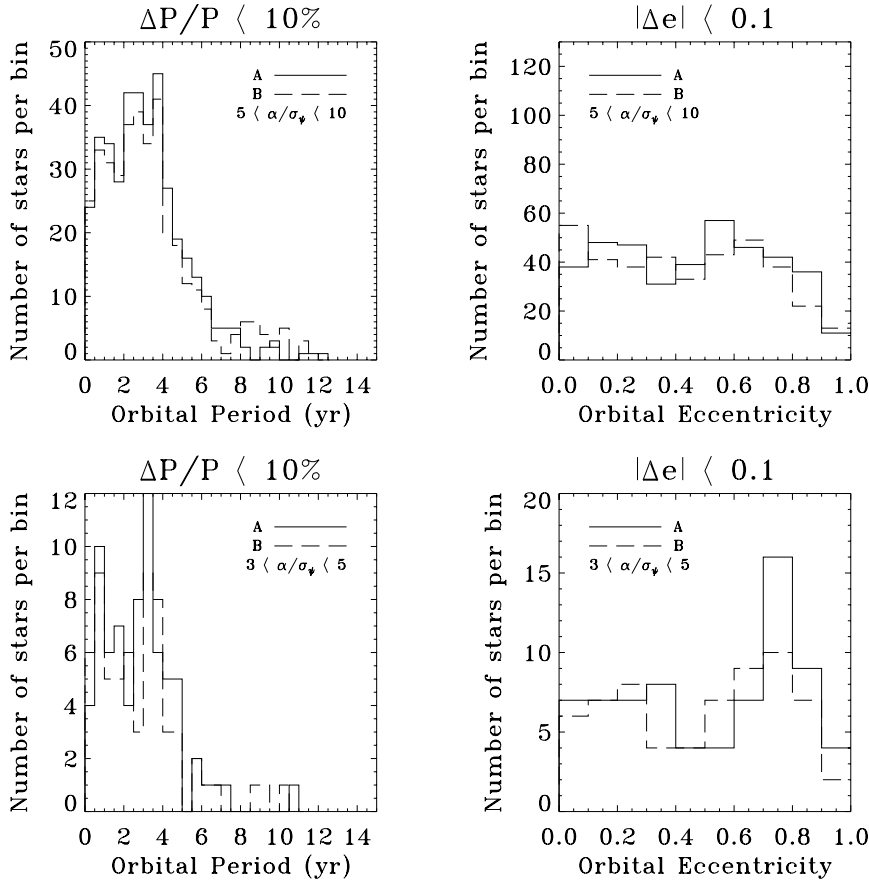 ΔP/P < 10%
Number of stars per bin
50
40
30
20
10
0
A
B
5 < α/σψ < 10
0 2 4 6 8 10 12 14
Orbital Period (yr)
|Δe| < 0.1
Number of stars per bin
120
100
80
60
40
20
0
A
B
5 < α/σψ < 10
0.0 0.2 0.4 0.6 0.8 1.0
Orbital Eccentricity
ΔP/P < 10%
Number of stars per bin
12
10
8
6
4
2
0
A
B
3 < α/σψ < 5
0 2 4 6 8 10 12 14
Orbital Period (yr)
|Δe| < 0.1
Number of stars per bin
20
15
10
5
0
A
B
3 < α/σψ < 5
0.0 0.2 0.4 0.6 0.8 1.0
Orbital Eccentricity